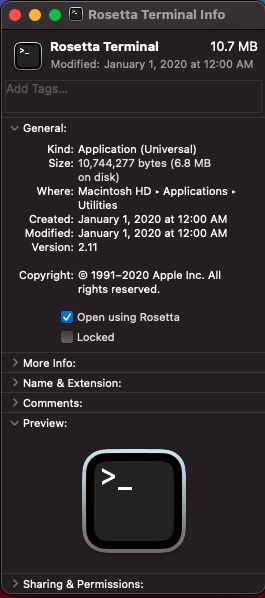 Rosetta Terminal Info
Rosetta Terminal 10.7 MB
Modified: January 1, 2020 at 12:00 AM
Add Tags...
General:
Kind: Application (Universal)
Size: 10,744,277 bytes (6.8 MB
on disk)
Where: Macintosh HD ▸ Applications ▸
Utilities
Created: January 1, 2020 at 12:00 AM
Modified: January 1, 2020 at 12:00 AM
Version: 2.11
Copyright: © 1991–2020 Apple Inc. All
rights reserved.
Open using Rosetta
Locked
More Info:
Name & Extension:
Comments:
Preview:
>_
Sharing & Permissions: